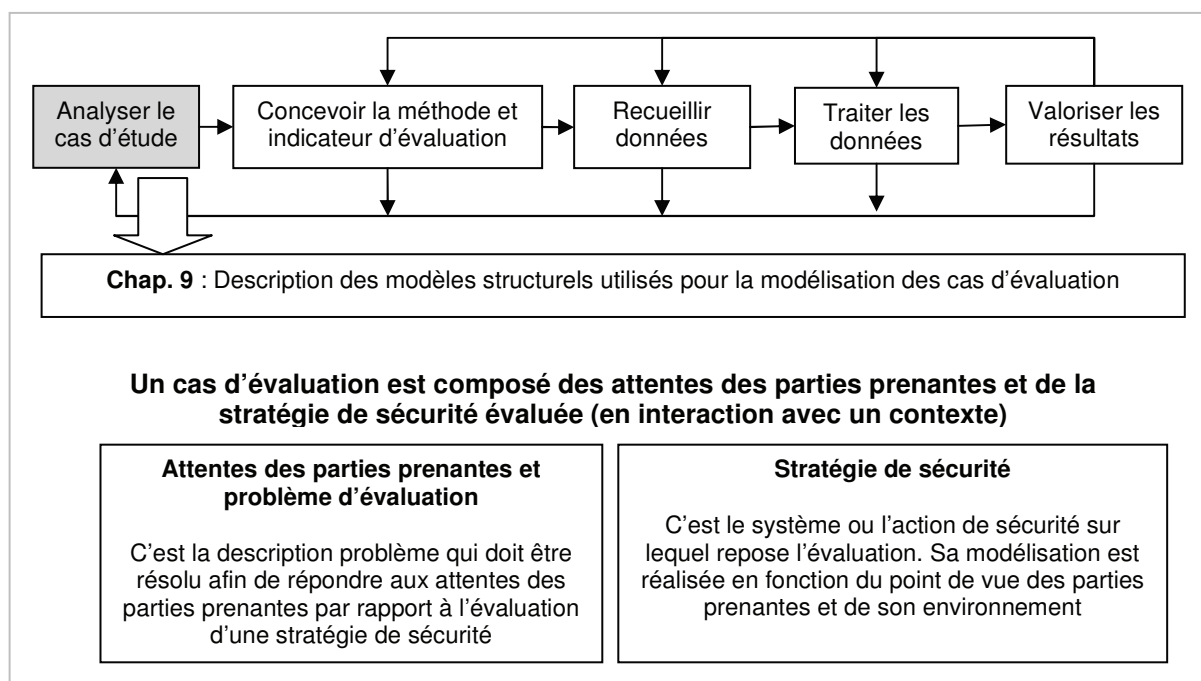 Analyser le
cas d'étude
Concevoir la méthode et
indicateur d'évaluation
Recueillir
données
Traiter les
données
Valoriser les
résultats
Chap. 9 : Description des modèles structurels utilisés pour la modélisation des cas d'évaluation
Un cas d'évaluation est composé des attentes des parties prenantes et de la
stratégie de sécurité évaluée (en interaction avec un contexte)
Attentes des parties prenantes et
problème d'évaluation
C'est la description problème qui doit être
résolu afin de répondre aux attentes des
parties prenantes par rapport à l'évaluation
d'une stratégie de sécurité
Stratégie de sécurité
C'est le système ou l'action de sécurité sur
lequel repose l'évaluation. Sa modélisation est
réalisée en fonction du point de vue des parties
prenantes et de son environnement